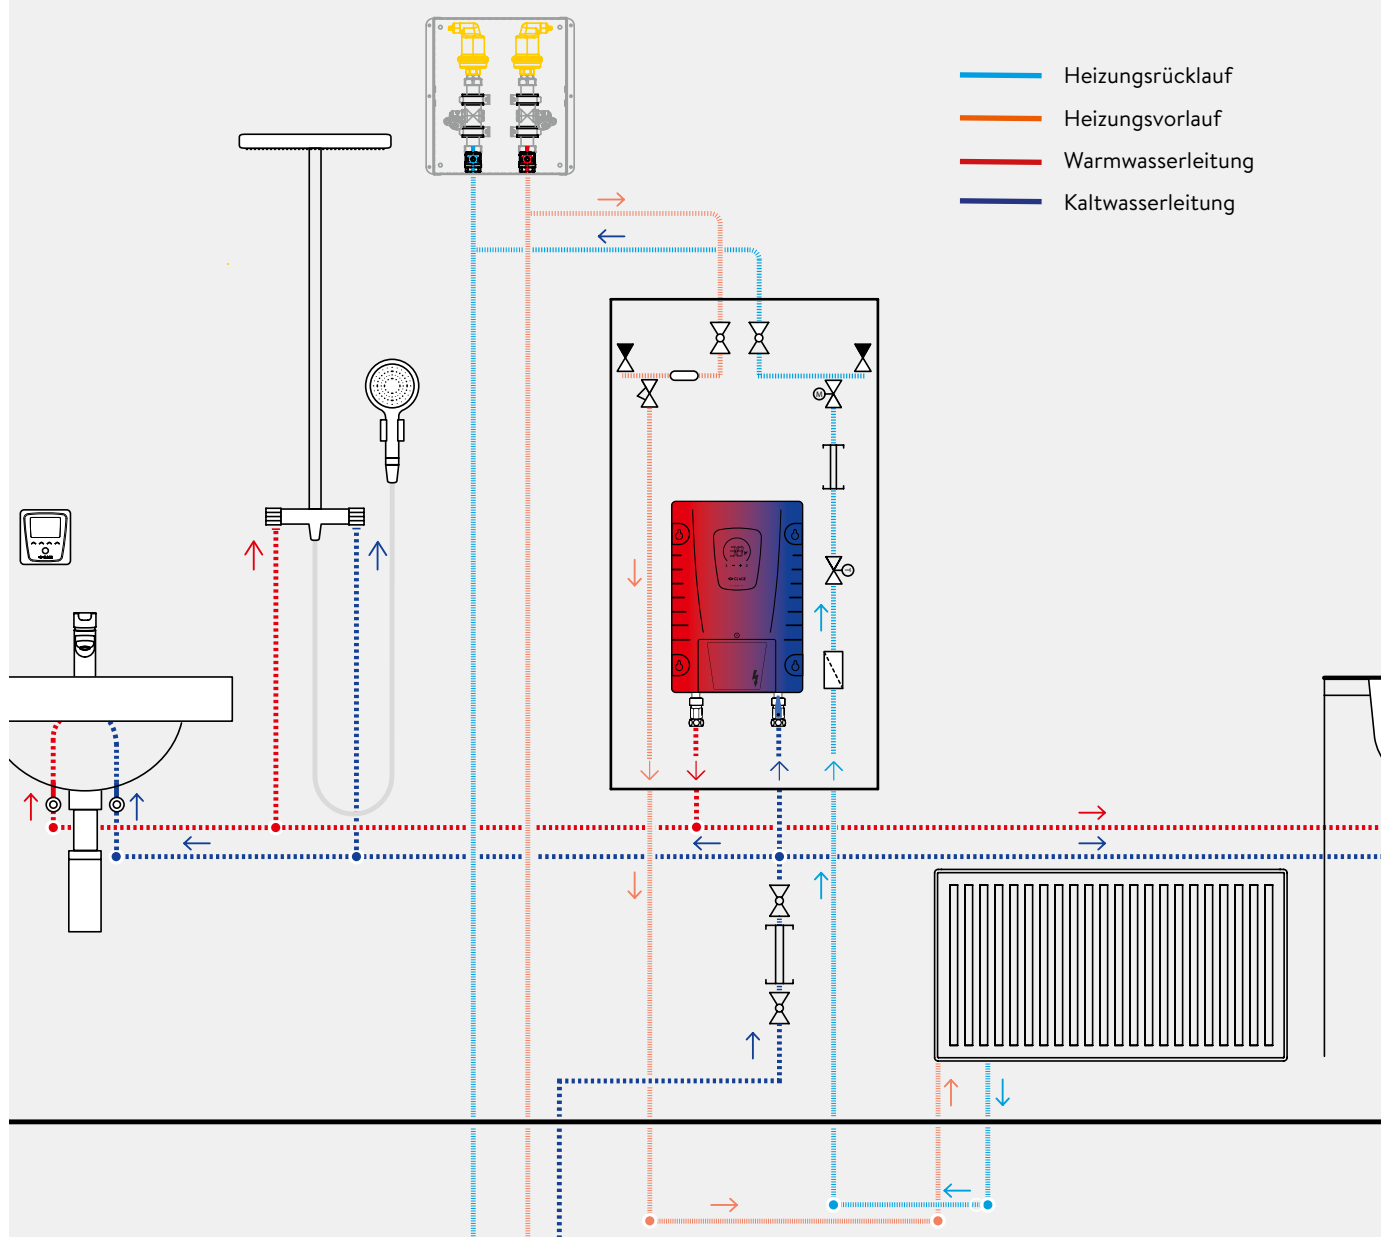 Heizungsrücklauf
Heizungsvorlauf
Warmwasserleitung
Kaltwasserleitung
M
T